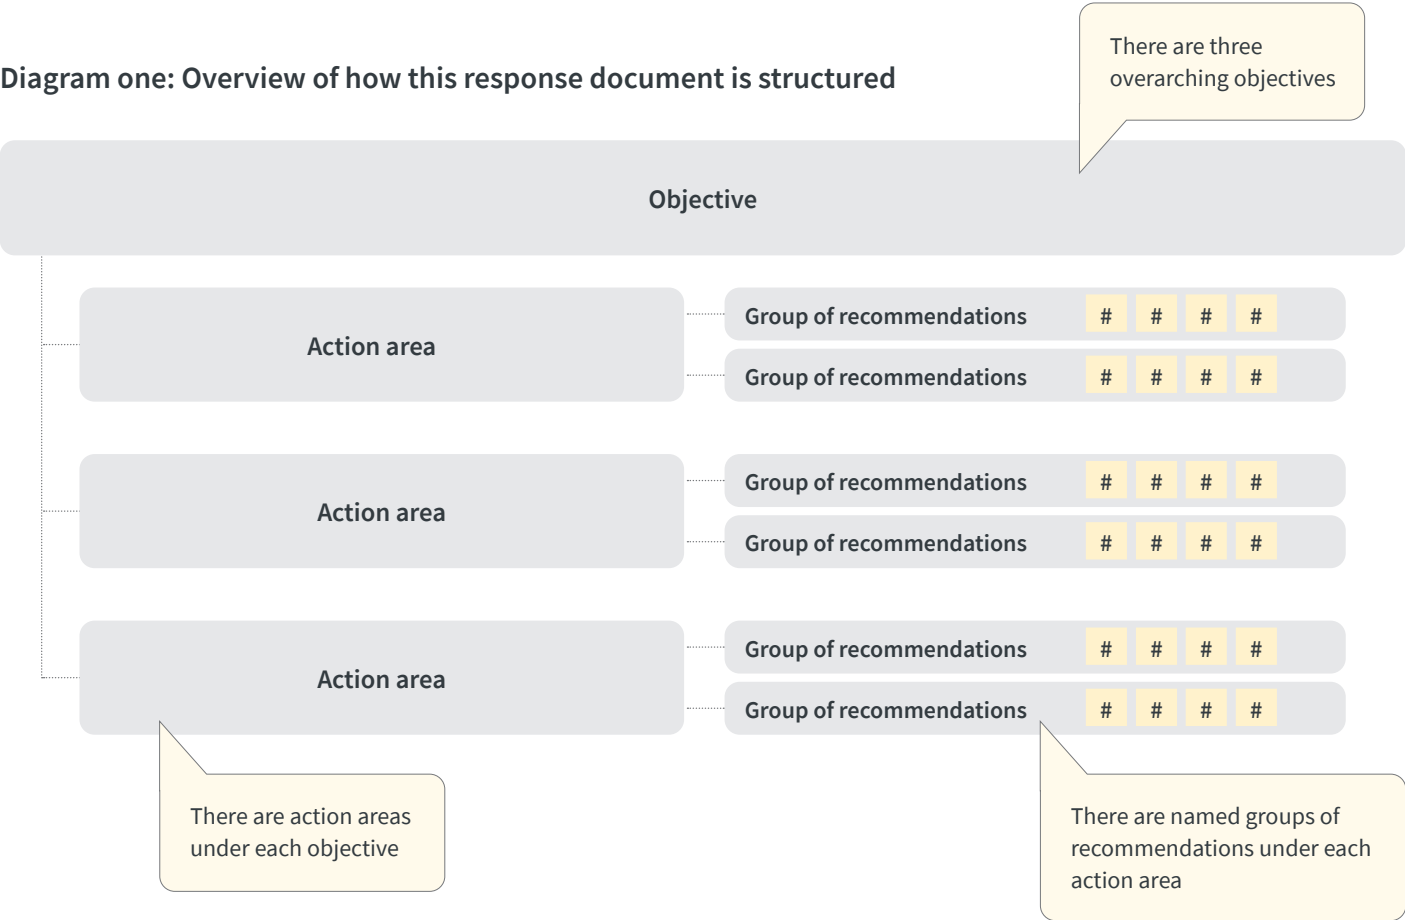 There are three
overarching objectives
Diagram one: Overview of how this response document is structured
Objective
Action area
Group of recommendations # # # #
Group of recommendations # # # #
Action area
Group of recommendations # # # #
Group of recommendations # # # #
Action area
Group of recommendations # # # #
Group of recommendations # # # #
There are action areas
under each objective
There are named groups of
recommendations under each
action area